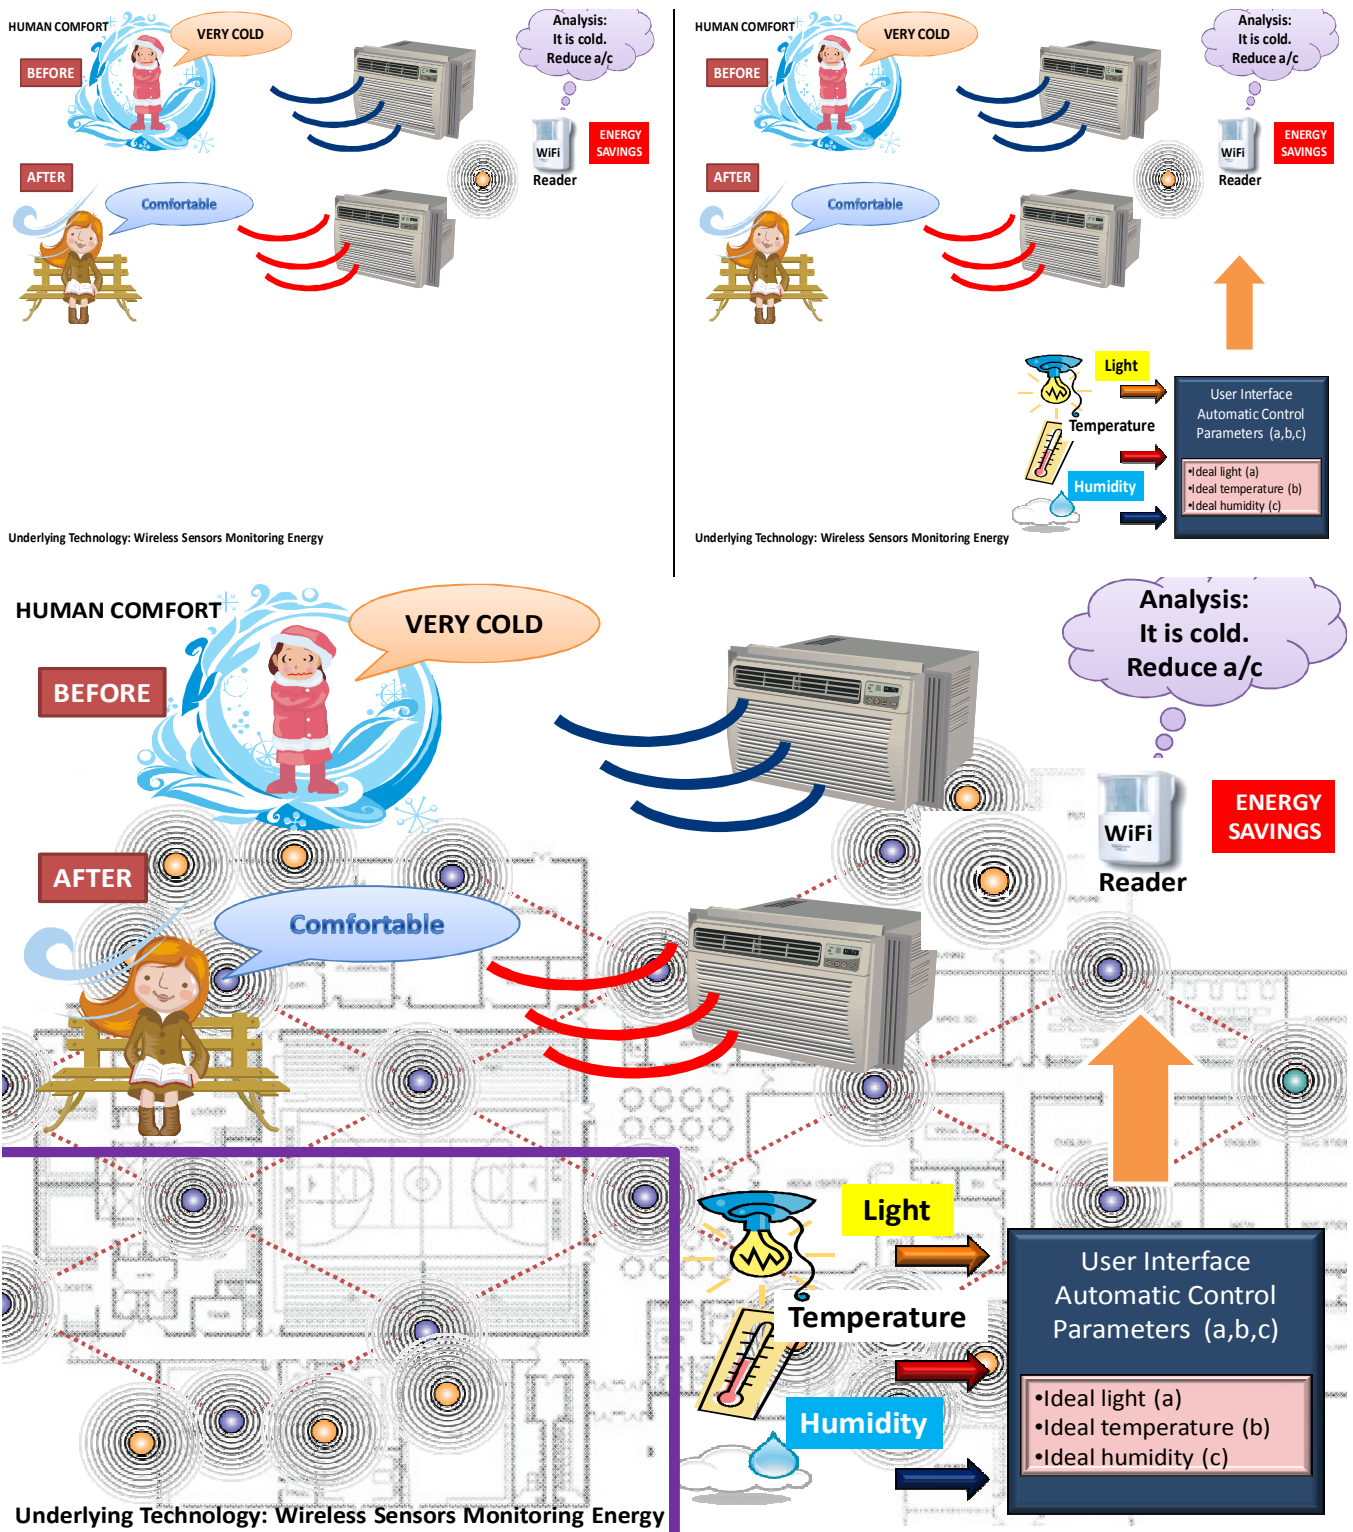 HUMAN COMFORT
VERY COLD
Analysis:
It is cold.
Reduce a/c
BEFORE
WiFi
Reader
ENERGY
SAVINGS
AFTER
Comfortable
Underlying Technology: Wireless Sensors Monitoring Energy
HUMAN COMFORT
VERY COLD
Analysis:
It is cold.
Reduce a/c
BEFORE
WiFi
Reader
ENERGY
SAVINGS
AFTER
Comfortable
Light
Temperature
Humidity
User Interface
Automatic Control
Parameters (a,b,c)
•Ideal light (a)
•Ideal temperature (b)
•Ideal humidity (c)
Underlying Technology: Wireless Sensors Monitoring Energy
HUMAN COMFORT
VERY COLD
Analysis:
It is cold.
Reduce a/c
BEFORE
WiFi
Reader
ENERGY
SAVINGS
AFTER
Comfortable
Light
Temperature
Humidity
User Interface
Automatic Control
Parameters (a,b,c)
•Ideal light (a)
•Ideal temperature (b)
•Ideal humidity (c)
Underlying Technology: Wireless Sensors Monitoring Energy